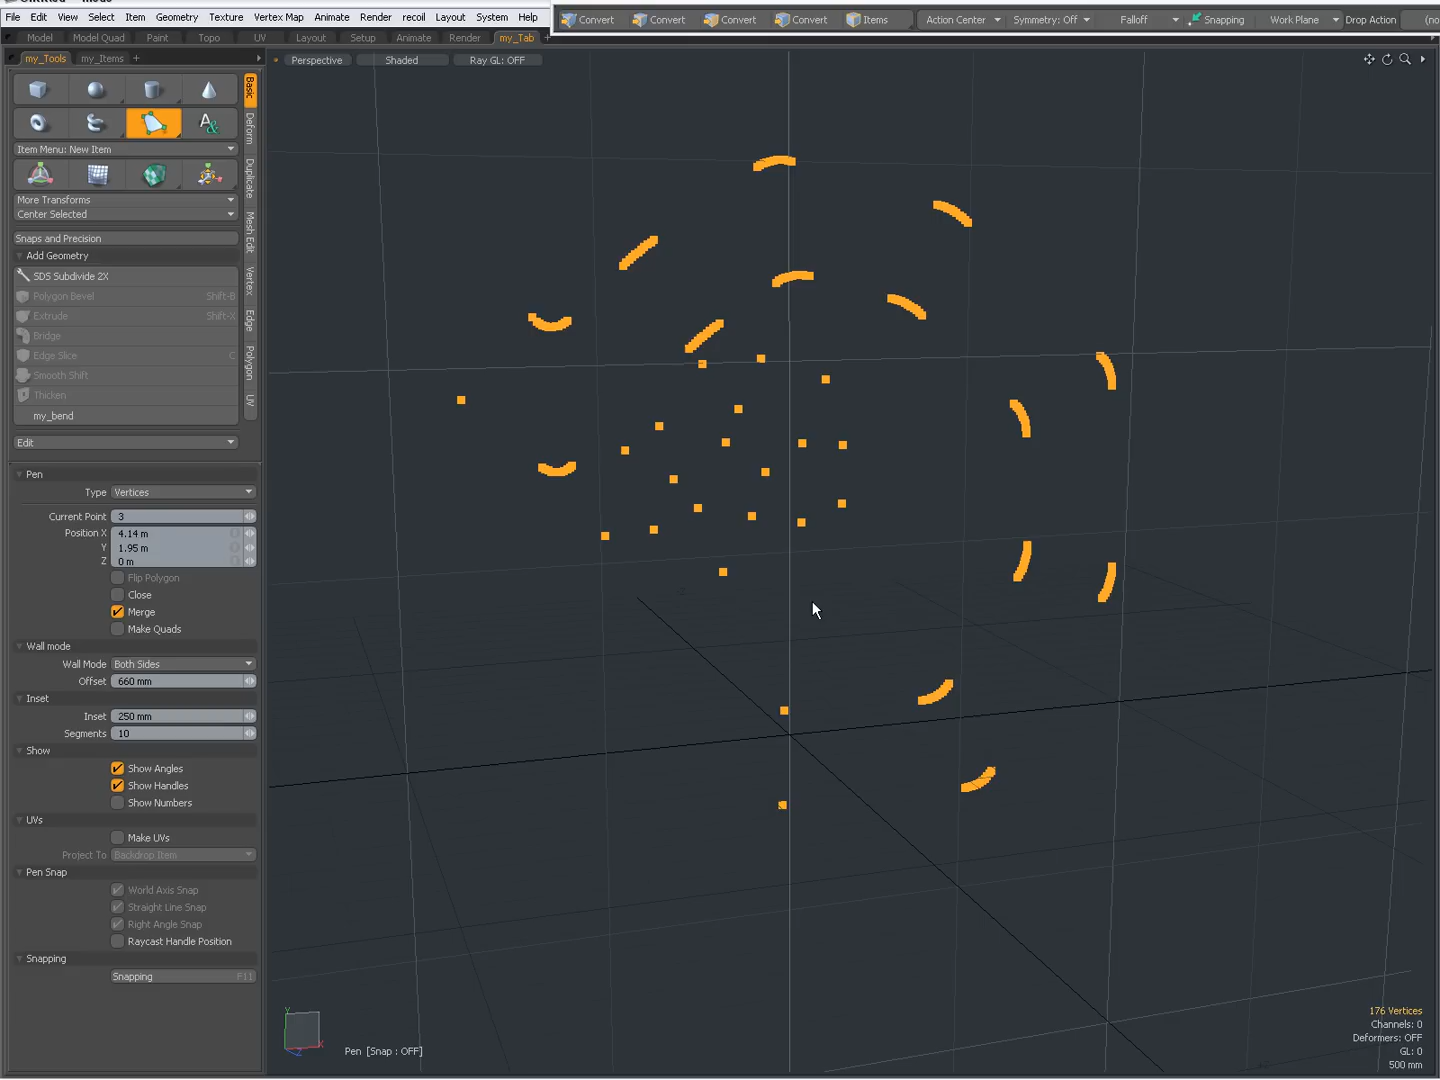 File Edit View Select Item Geometry Texture Vertex Map Animate Render recoil Layout System Help
Convert Convert Convert Convert Items Action Center Symmetry: Off Falloff Snapping Work Plane Drop Action (no
Model Model Quad Paint Topo UV Layout Setup Animate Render my_Tab +
my_Tools my_Items +
Perspective Shaded Ray GL: OFF
Basic
Deform
Duplicate
Mesh Edit
Vertex
Edge
Polygon
UV
Item Menu: New Item
More Transforms
Center Selected
Snaps and Precision
Add Geometry
SDS Subdivide 2X
Polygon Bevel Shift-B
Extrude Shift-X
Bridge
Edge Slice C
Smooth Shift
Thicken
my_bend
Edit
Pen
Type Vertices
Current Point 3
Position X 4.14 m
Y 1.95 m
Z 0 m
Flip Polygon
Close
Merge
Make Quads
Wall mode
Wall Mode Both Sides
Offset 660 mm
Inset
Inset 250 mm
Segments 10
Show
Show Angles
Show Handles
Show Numbers
UVs
Make UVs
Project To Backdrop Item
Pen Snap
World Axis Snap
Straight Line Snap
Right Angle Snap
Raycast Handle Position
Snapping
Snapping F11
Y
X
Z
Pen [Snap : OFF]
176 Vertices
Channels: 0
Deformers: OFF
GL: 0
500 mm